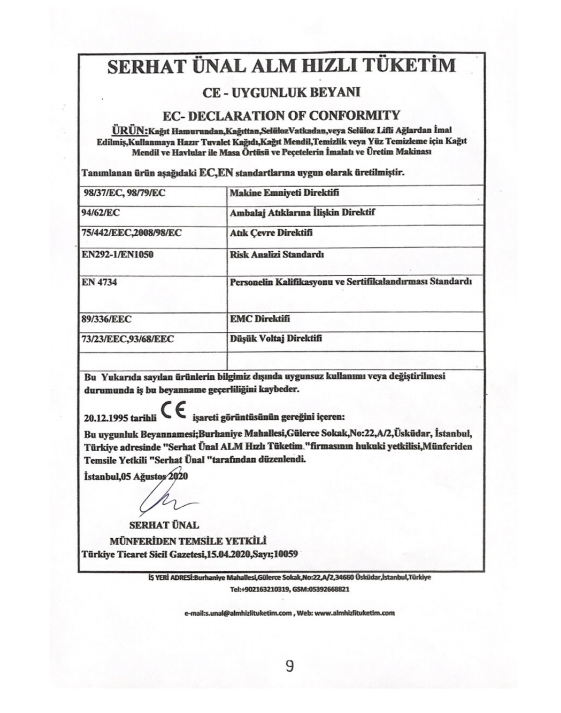 SERHAT ÜNAL ALM HIZLI TÜKETİM
CE - UYGUNLUK BEYANI
EC- DECLARATION OF CONFORMITY
ÜRÜN:Kağıt Hamurundan,Kağıttan,SelülozVatkadan,veya Selüloz Lifli Ağlardan İmal
Edilmiş,Kullanmaya Hazır Tuvalet Kağıdı,Kağıt Mendil,Temizlik veya Yüz Temizleme için Kağıt
Mendil ve Havlular ile Masa Örtüsü ve Peçetelerin İmalatı ve Üretim Makinası
Tanımlanan ürün aşağıdaki EC,EN standartlarına uygun olarak üretilmiştir.
98/37/EC, 98/79/EC Makine Emniyeti Direktifi
94/62/EC Ambalaj Atıklarına İlişkin Direktif
75/442/EEC,2008/98/EC Atık Çevre Direktifi
EN292-1/EN1050 Risk Analizi Standardı
EN 4734 Personelin Kalifikasyonu ve Sertifikalandırması Standardı
89/336/EEC EMC Direktifi
73/23/EEC,93/68/EEC Düşük Voltaj Direktifi
Bu Yukarıda sayılan ürünlerin bilgimiz dışında uygunsuz kullanımı veya değiştirilmesi
durumunda iş bu beyanname geçerliliğini kaybeder.
20.12.1995 tarihli CE işareti görüntüsünün gereğini içeren:
Bu uygunluk Beyannamesi;Burhaniye Mahallesi,Gülerce Sokak,No:22,A/2,Üsküdar, İstanbul,
Türkiye adresinde "Serhat Ünal ALM Hızlı Tüketim "firmasının hukuki yetkilisi,Münferiden
Temsile Yetkili "Serhat Ünal "tarafından düzenlendi.
İstanbul,05 Ağustos 2020
SERHAT ÜNAL
MÜNFERİDEN TEMSİLE YETKİLİ
Türkiye Ticaret Sicil Gazetesi,15.04.2020,Sayı;10059
İŞ YERİ ADRESİ:Burhaniye Mahallesi,Gülerce Sokak,No:22,A/2,34660 Üsküdar,İstanbul,Türkiye
Tel:+902163210319, GSM:05392668821
e-mail:s.unal@almhizlituketim.com , Web: www.almhizlituketim.com
9